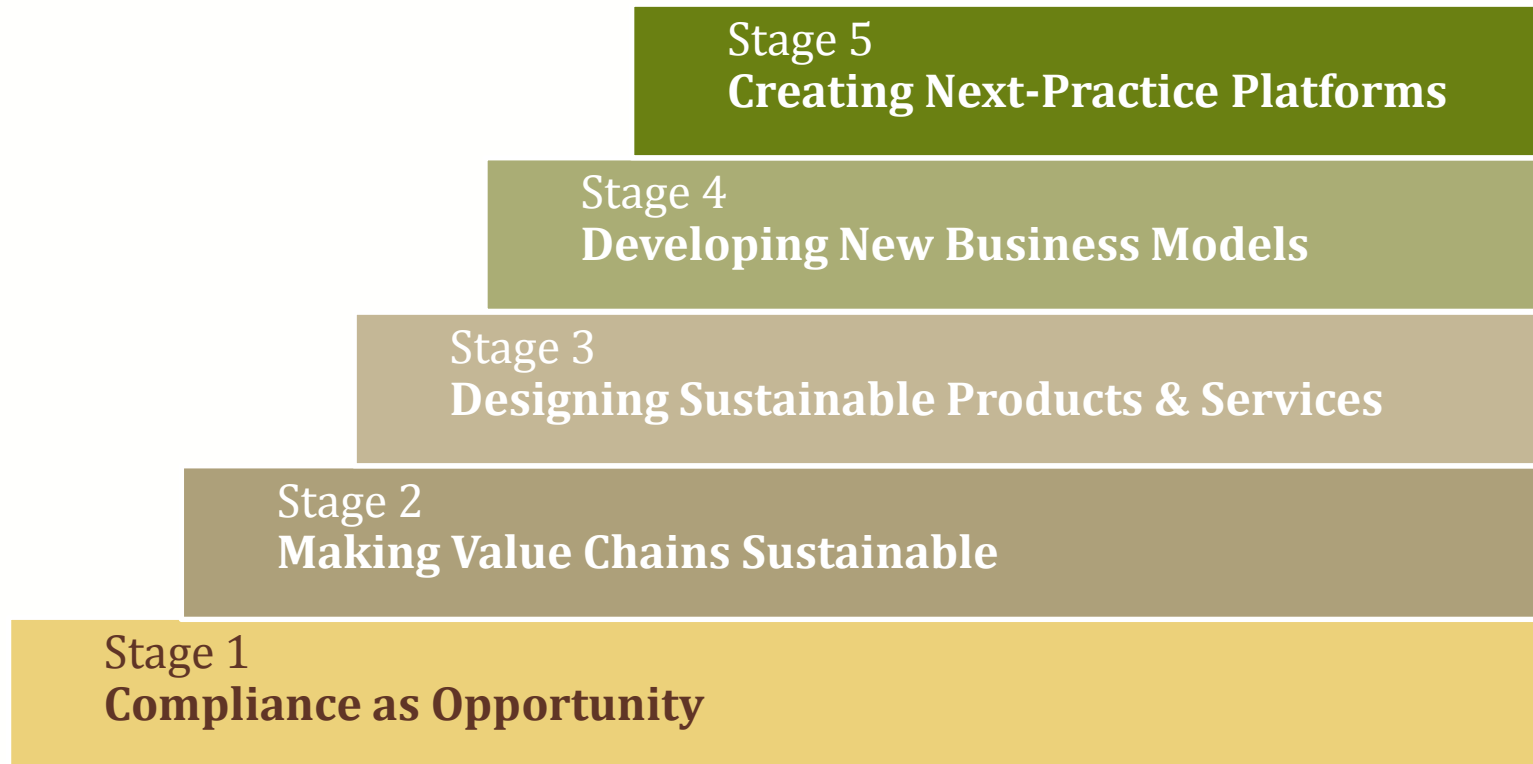 Stage 5
Creating Next-Practice Platforms
Stage 4
Developing New Business Models
Stage 3
Designing Sustainable Products & Services
Stage 2
Making Value Chains Sustainable
Stage 1
Compliance as Opportunity